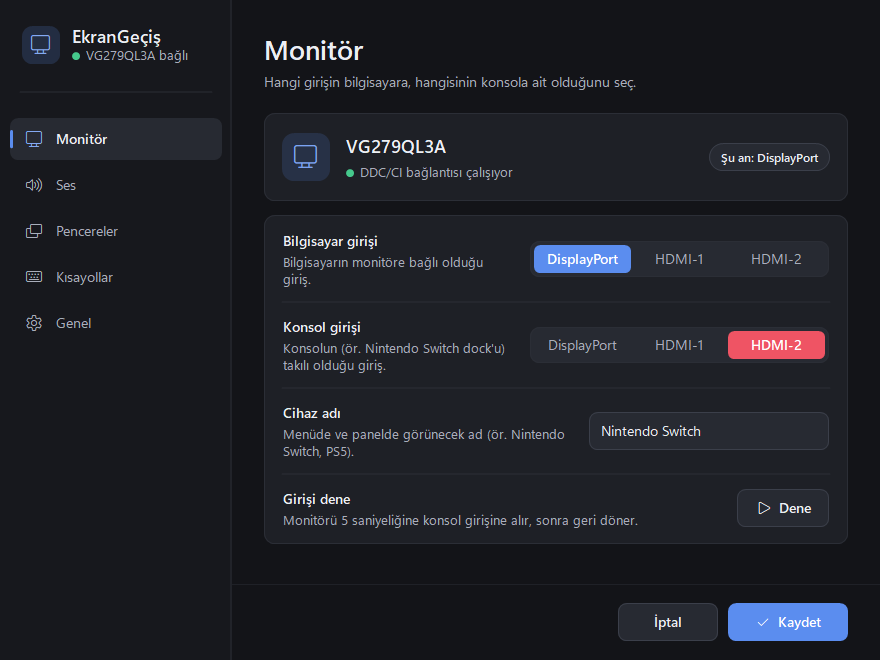 EkranGeçiş
VG279QL3A bağlı
Monitör
Ses
Pencereler
Kısayollar
Genel
Monitör
Hangi girişin bilgisayara, hangisinin konsola ait olduğunu seç.
VG279QL3A
DDC/CI bağlantısı çalışıyor
Şu an: DisplayPort
Bilgisayar girişi
Bilgisayarın monitöre bağlı olduğu
giriş.
DisplayPort HDMI-1 HDMI-2
Konsol girişi
Konsolun (ör. Nintendo Switch dock'u)
takılı olduğu giriş.
DisplayPort HDMI-1 HDMI-2
Cihaz adı
Menüde ve panelde görünecek ad (ör. Nintendo
Switch, PS5).
Nintendo Switch
Girişi dene
Monitörü 5 saniyeliğine konsol girişine alır, sonra geri döner.
Dene
İptal
Kaydet